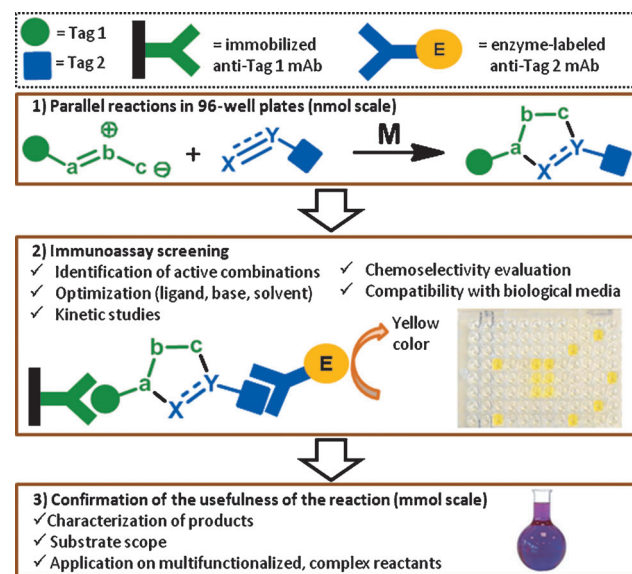 = Tag 1
= Tag 2
= immobilized
anti-Tag 1 mAb
E
= enzyme-labeled
anti-Tag 2 mAb
1) Parallel reactions in 96-well plates (nmol scale)
a b c ⊕ ⊖
+
X Y
M
a b c X Y
2) Immunoassay screening
✓ Identification of active combinations
✓ Optimization (ligand, base, solvent)
✓ Kinetic studies
✓ Chemoselectivity evaluation
✓ Compatibility with biological media
a b c X Y
E
Yellow
color
3) Confirmation of the usefulness of the reaction (mmol scale)
✓Characterization of products
✓Substrate scope
✓Application on multifunctionalized, complex reactants